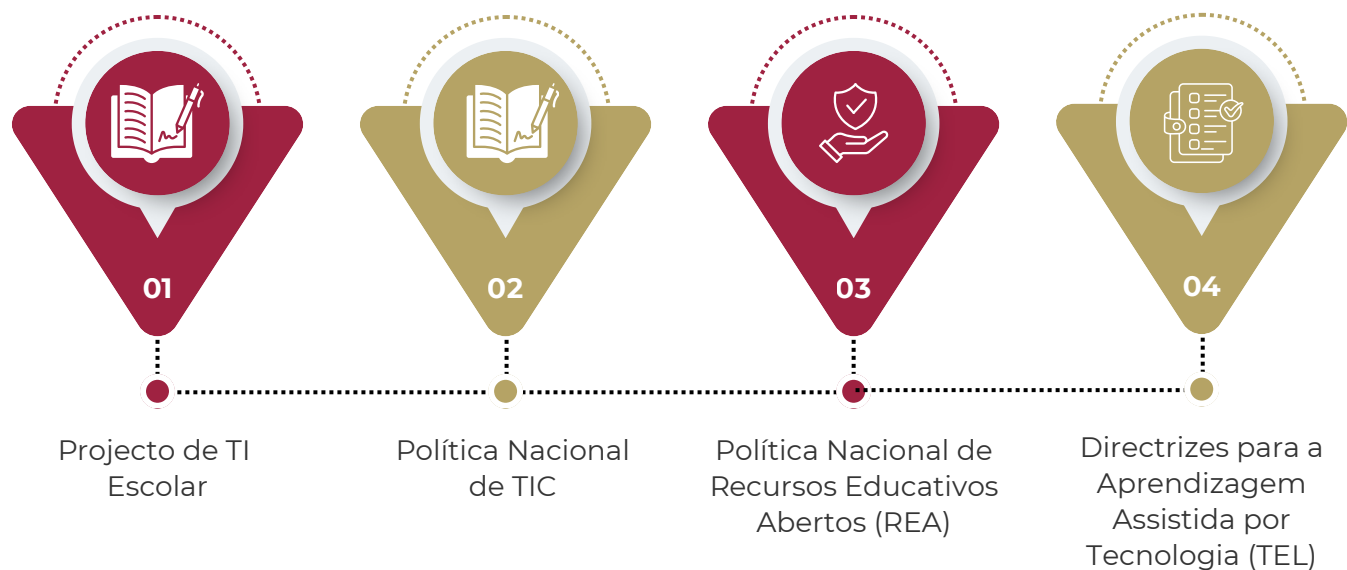 01
Projecto de TI
Escolar
02
Política Nacional
de TIC
03
Política Nacional de
Recursos Educativos
Abertos (REA)
04
Directrizes para a
Aprendizagem
Assistida por
Tecnologia (TEL)